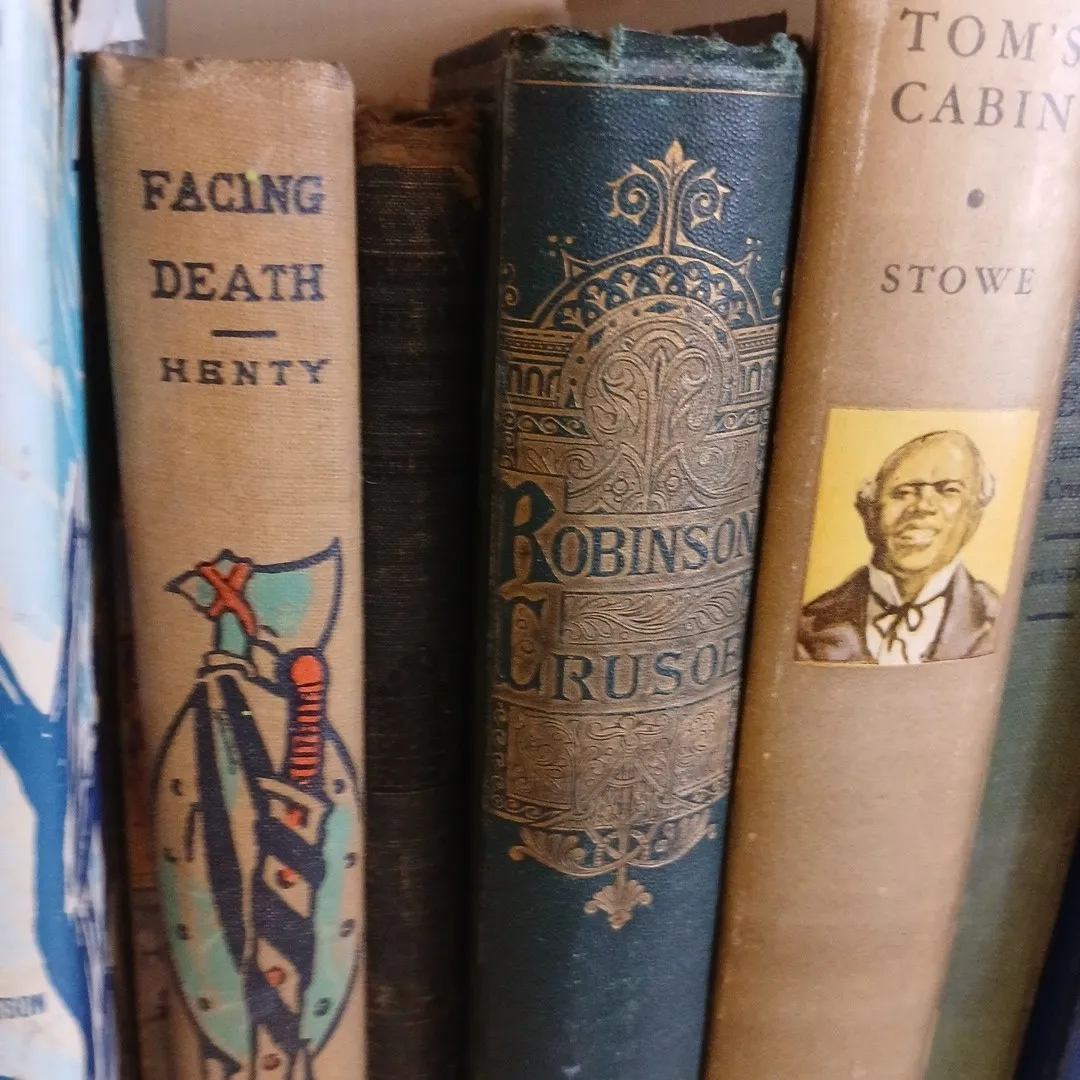 FACING
DEATH
HENTY
ROBINSON
CRUSOE
TOM'S
CABIN
STOWE